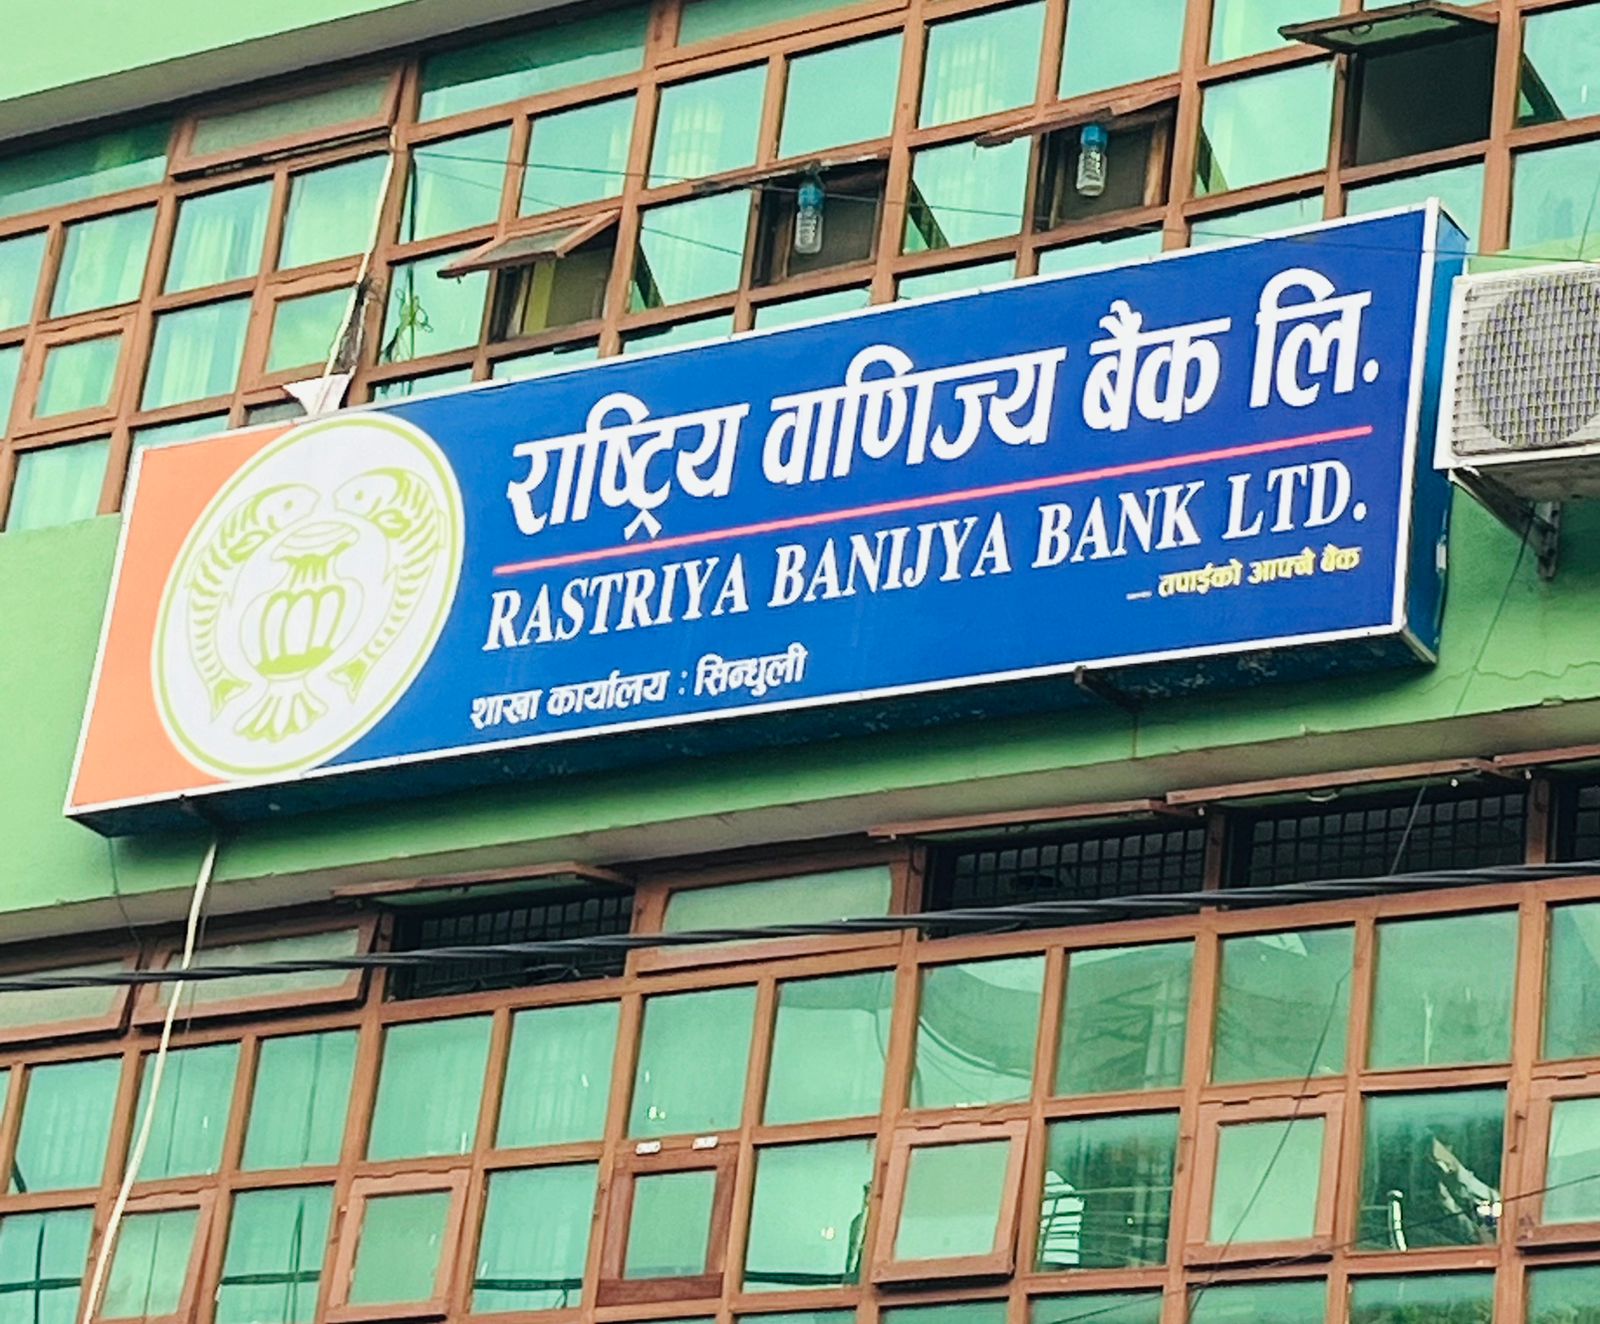 राष्ट्रिय वाणिज्य बैंक लि.
RASTRIYA BANIJYA BANK LTD.
... तपाईंको आफ्नै बैंक
शाखा कार्यालय : सिन्धुली